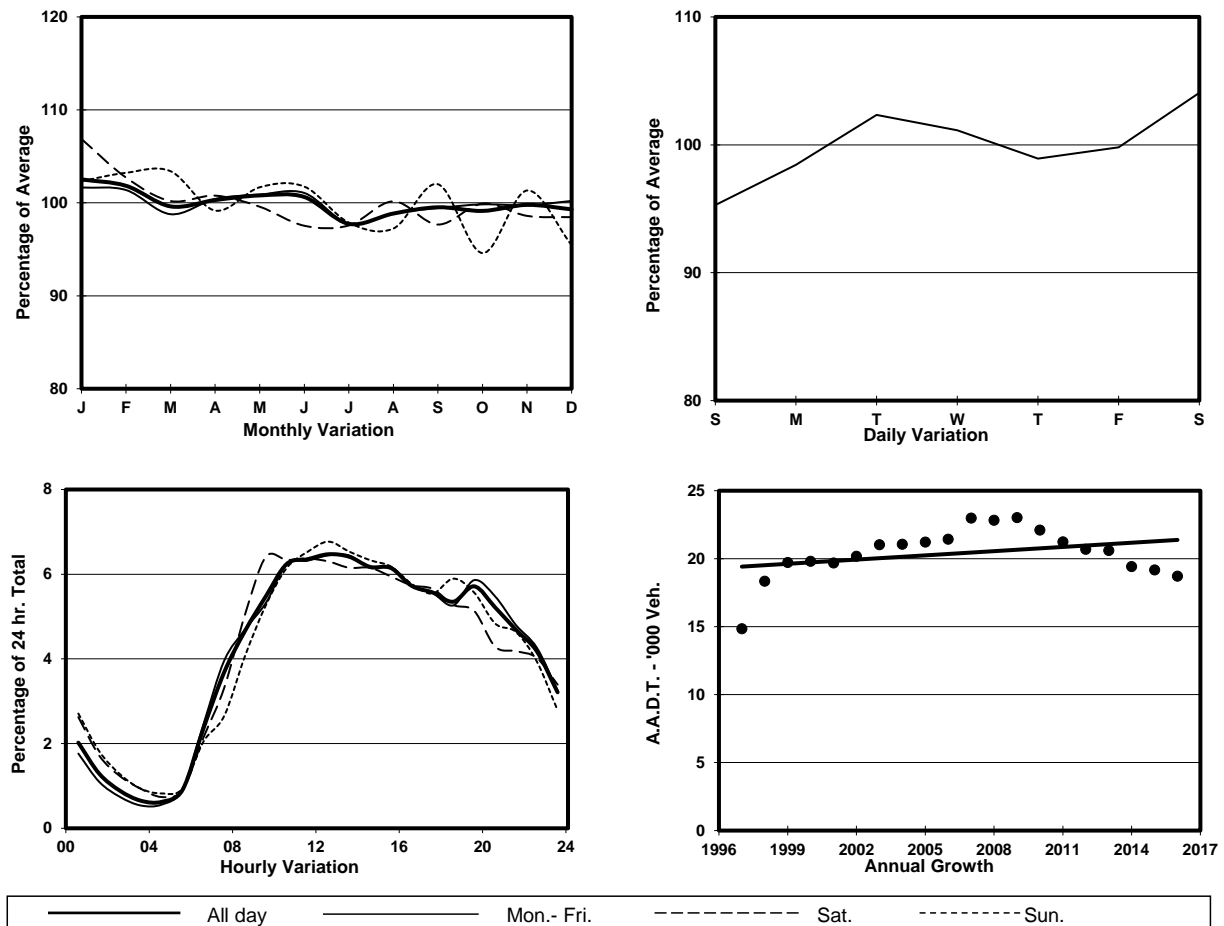 120
110
100
90
80
Percentage of Average
J F M A M J J A S O N D
Monthly Variation
110
100
90
80
Percentage of Average
S M T W T F S
Daily Variation
8
6
4
2
0
Percentage of 24 hr. Total
00 04 08 12 16 20 24
Hourly Variation
25
20
15
10
5
0
A.A.D.T. - '000 Veh.
1996 1999 2002 2005 2008 2011 2014 2017
Annual Growth
All day Mon.- Fri. Sat. Sun.